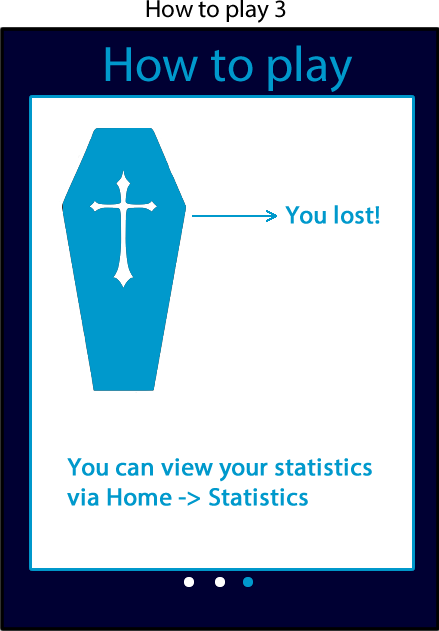 How to play 3
How to play
You lost!
You can view your statistics
via Home -> Statistics